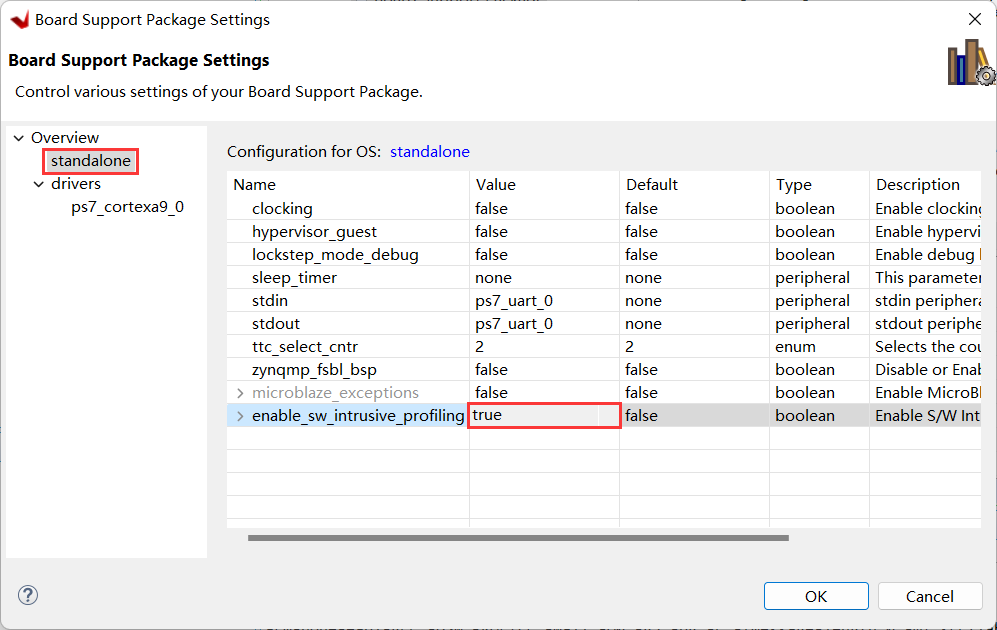 Board Support Package Settings
Board Support Package Settings
Control various settings of your Board Support Package.
Overview
standalone
drivers
ps7_cortexa9_0
Configuration for OS: standalone
Name Value Default Type Description
clocking false false boolean Enable clocking
hypervisor_guest false false boolean Enable hypervi
lockstep_mode_debug false false boolean Enable debug
sleep_timer none none peripheral This parameter
stdin ps7_uart_0 none peripheral stdin periphera
stdout ps7_uart_0 none peripheral stdout periphe
ttc_select_cntr 2 2 enum Selects the cou
zynqmp_fsbl_bsp false false boolean Disable or Enab
microblaze_exceptions false false boolean Enable MicroBl
enable_sw_intrusive_profiling true false boolean Enable S/W Int
OK Cancel